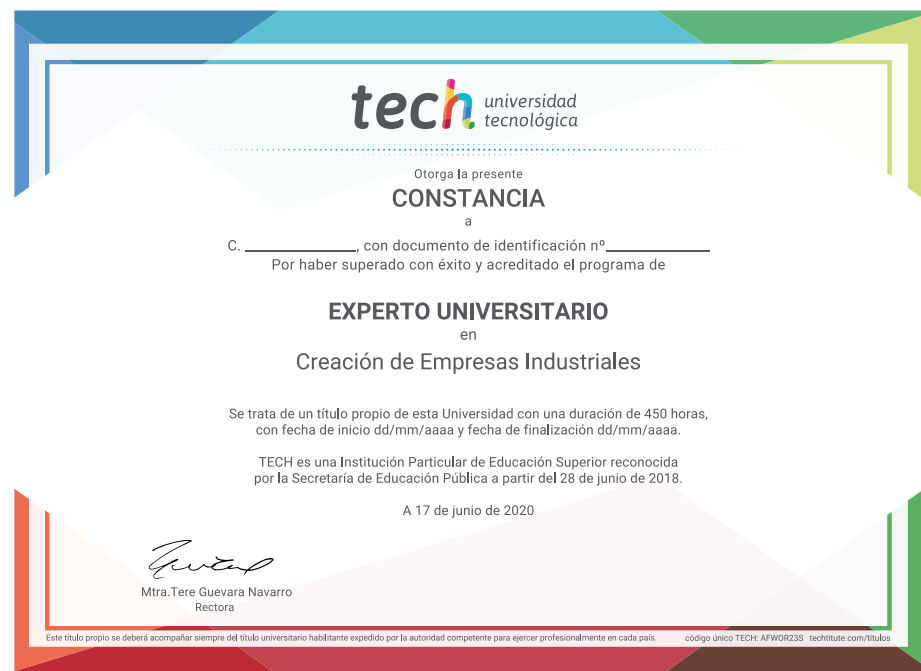 tech universidad
tecnológica
Otorga la presente
CONSTANCIA
a
C. ______________, con documento de identificación nº______________
Por haber superado con éxito y acreditado el programa de
EXPERTO UNIVERSITARIO
en
Creación de Empresas Industriales
Se trata de un título propio de esta Universidad con una duración de 450 horas,
con fecha de inicio dd/mm/aaaa y fecha de finalización dd/mm/aaaa.
TECH es una Institución Particular de Educación Superior reconocida
por la Secretaría de Educación Pública a partir del 28 de junio de 2018.
A 17 de junio de 2020
Mtra.Tere Guevara Navarro
Rectora
Este título propio se deberá acompañar siempre del título universitario habilitante expedido por la autoridad competente para ejercer profesionalmente en cada país. código único TECH: AFWOR23S techtitute.com/titulos